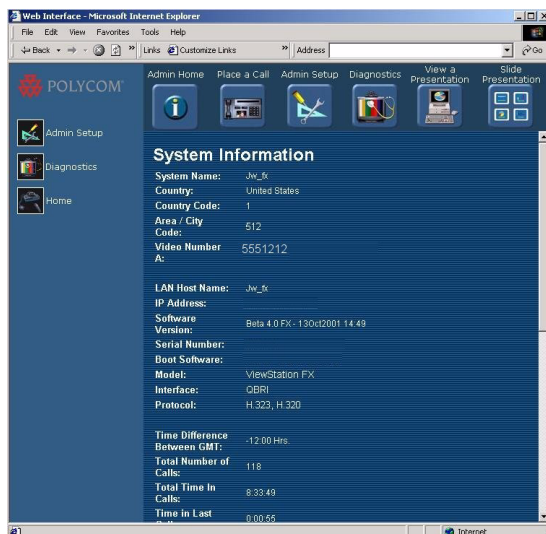 Web Interface - Microsoft Internet Explorer
File Edit View Favorites Tools Help
Back Links Customize Links Address Go
POLYCOM
Admin Home Place a Call Admin Setup Diagnostics View a Presentation Slide Presentation
Admin Setup
Diagnostics
Home
System Information
System Name: Jw_fx
Country: United States
Country Code: 1
Area / City
Code: 512
Video Number
A: 5551212
LAN Host Name: Jw_fx
IP Address:
Software
Version: Beta 4.0 FX - 13Oct2001 14:49
Serial Number:
Boot Software:
Model: ViewStation FX
Interface: QBRI
Protocol: H.323, H.320
Time Difference
Between GMT: -12:00 Hrs.
Total Number of
Calls: 118
Total Time In
Calls: 8:33:49
Time in Last
0:00:55
Internet